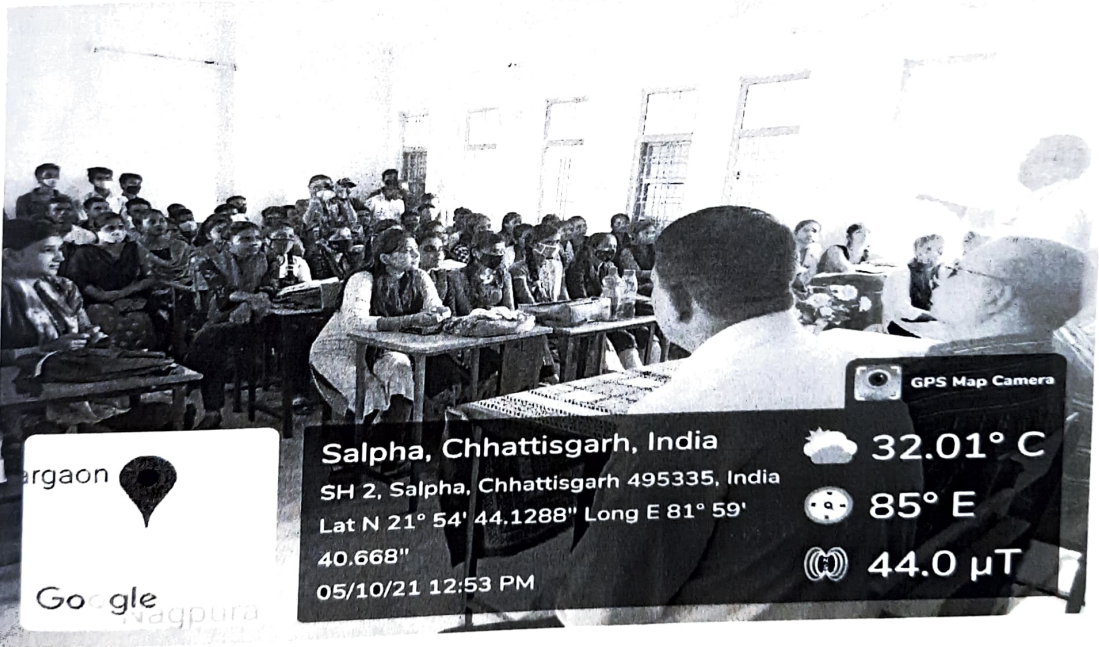 GPS Map Camera
Salpha, Chhattisgarh, India
SH 2, Salpha, Chhattisgarh 495335, India
Lat N 21° 54' 44.1288" Long E 81° 59'
40.668"
05/10/21 12:53 PM
32.01° C
85° E
44.0 µT
argaon
Google
Nagpura